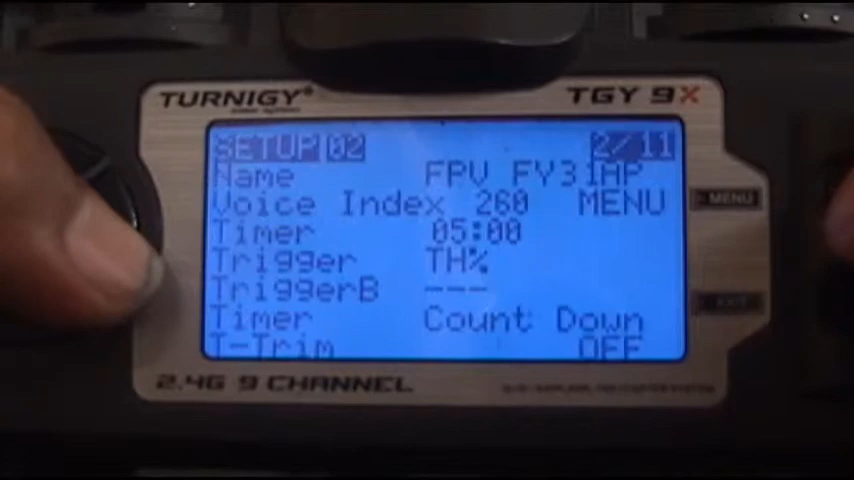 TURNIGY TGY 9X
SETUP 02 2/11
Name FPV FY31AP
Voice Index 260 MENU
Timer 05:00
Trigger TH%
TriggerB ---
Timer Count Down
T-Trim OFF
MENU
EXIT
2.4G 9 CHANNEL